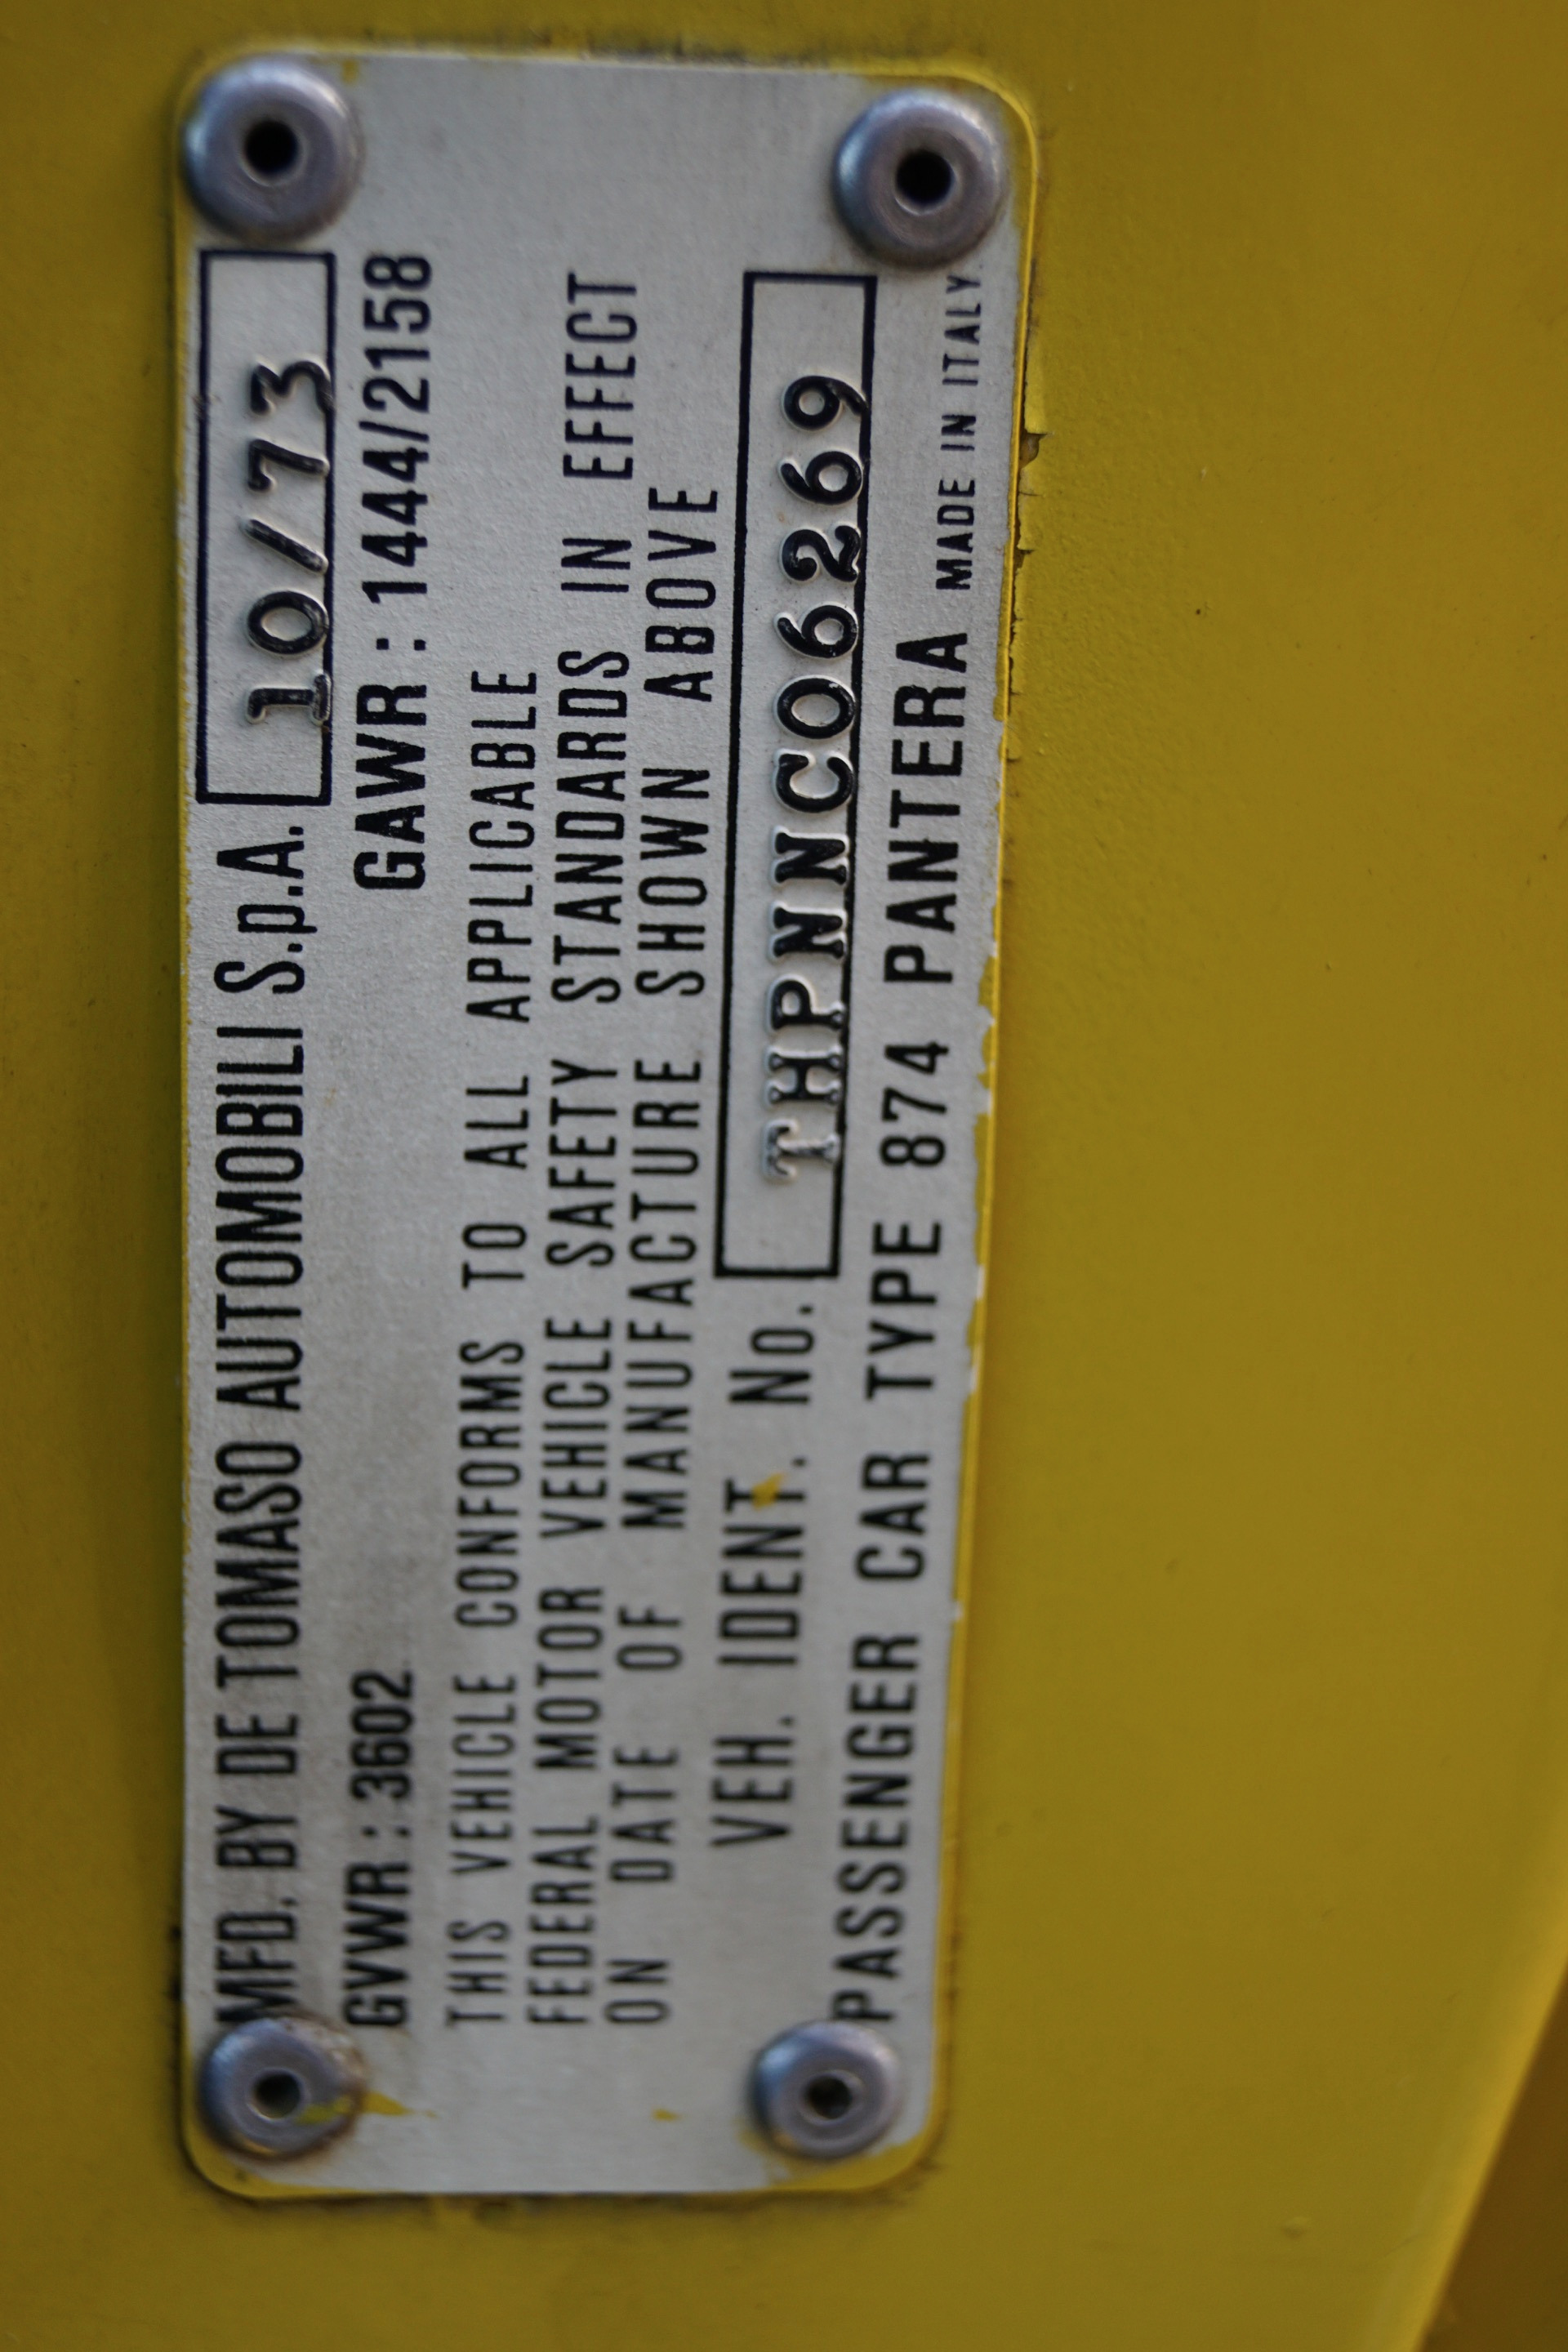 MFD. BY DE TOMASO AUTOMOBILI S.p.A. 10/73
GVWR : 3602 GAWR : 1444/2158
THIS VEHICLE CONFORMS TO ALL APPLICABLE
FEDERAL MOTOR VEHICLE SAFETY STANDARDS IN EFFECT
ON DATE OF MANUFACTURE SHOWN ABOVE
VEH. IDENT. No. THPNNC06269
PASSENGER CAR TYPE 874 PANTERA MADE IN ITALY